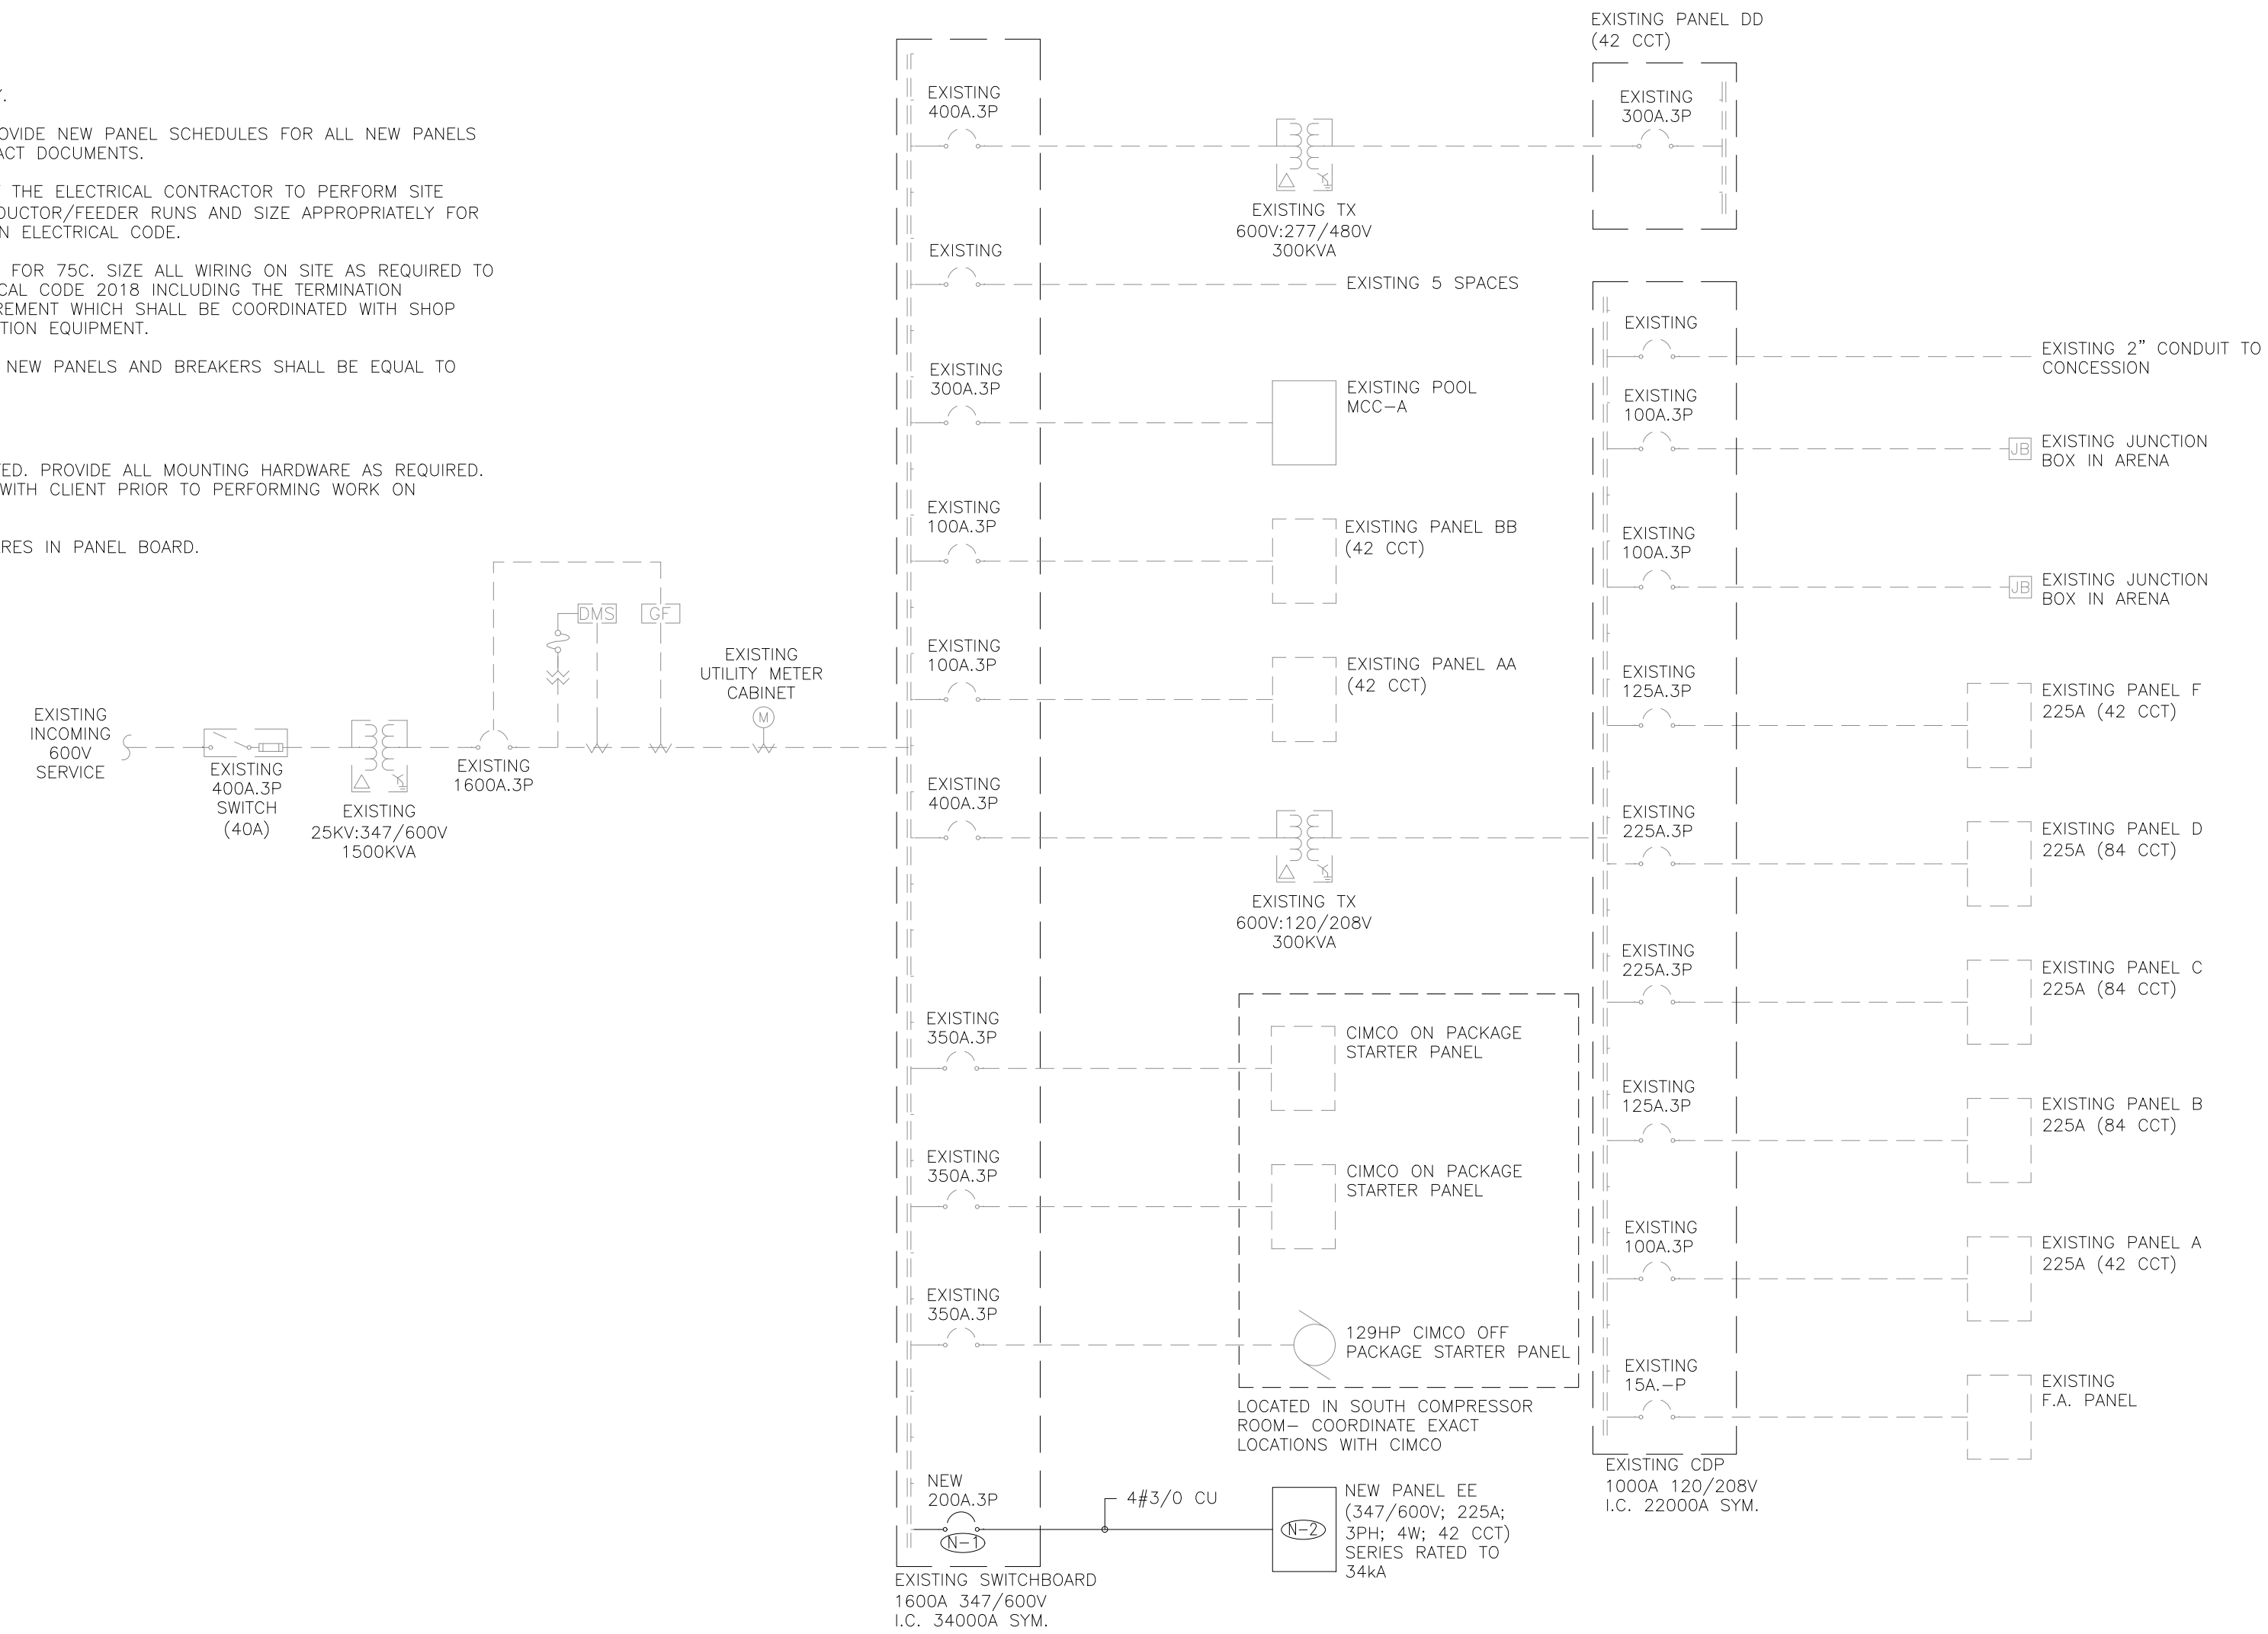 Y.
OVIDE NEW PANEL SCHEDULES FOR ALL NEW PANELS
ACT DOCUMENTS.
THE ELECTRICAL CONTRACTOR TO PERFORM SITE
DUCTOR/FEEDER RUNS AND SIZE APPROPRIATELY FOR
N ELECTRICAL CODE.
FOR 75C. SIZE ALL WIRING ON SITE AS REQUIRED TO
CAL CODE 2018 INCLUDING THE TERMINATION
REMENT WHICH SHALL BE COORDINATED WITH SHOP
TION EQUIPMENT.
NEW PANELS AND BREAKERS SHALL BE EQUAL TO
TED. PROVIDE ALL MOUNTING HARDWARE AS REQUIRED.
WITH CLIENT PRIOR TO PERFORMING WORK ON
ARES IN PANEL BOARD.
EXISTING
INCOMING
600V
SERVICE
EXISTING
400A.3P
SWITCH
(40A)
EXISTING
25KV:347/600V
1500KVA
EXISTING
1600A.3P
DMS
GF
EXISTING
UTILITY METER
CABINET
M
EXISTING
400A.3P
EXISTING TX
600V:277/480V
300KVA
EXISTING PANEL DD
(42 CCT)
EXISTING
300A.3P
EXISTING
EXISTING 5 SPACES
EXISTING
300A.3P
EXISTING POOL
MCC-A
EXISTING
100A.3P
EXISTING PANEL BB
(42 CCT)
EXISTING
100A.3P
EXISTING PANEL AA
(42 CCT)
EXISTING
400A.3P
EXISTING TX
600V:120/208V
300KVA
EXISTING
350A.3P
CIMCO ON PACKAGE
STARTER PANEL
EXISTING
350A.3P
CIMCO ON PACKAGE
STARTER PANEL
EXISTING
350A.3P
129HP CIMCO OFF
PACKAGE STARTER PANEL
LOCATED IN SOUTH COMPRESSOR
ROOM- COORDINATE EXACT
LOCATIONS WITH CIMCO
NEW
200A.3P
N-1
4#3/0 CU
N-2
NEW PANEL EE
(347/600V; 225A;
3PH; 4W; 42 CCT)
SERIES RATED TO
34kA
EXISTING SWITCHBOARD
1600A 347/600V
I.C. 34000A SYM.
EXISTING
EXISTING 2" CONDUIT TO
CONCESSION
EXISTING
100A.3P
JB
EXISTING JUNCTION
BOX IN ARENA
EXISTING
100A.3P
JB
EXISTING JUNCTION
BOX IN ARENA
EXISTING
125A.3P
EXISTING PANEL F
225A (42 CCT)
EXISTING
225A.3P
EXISTING PANEL D
225A (84 CCT)
EXISTING
225A.3P
EXISTING PANEL C
225A (84 CCT)
EXISTING
125A.3P
EXISTING PANEL B
225A (84 CCT)
EXISTING
100A.3P
EXISTING PANEL A
225A (42 CCT)
EXISTING
15A.-P
EXISTING
F.A. PANEL
EXISTING CDP
1000A 120/208V
I.C. 22000A SYM.